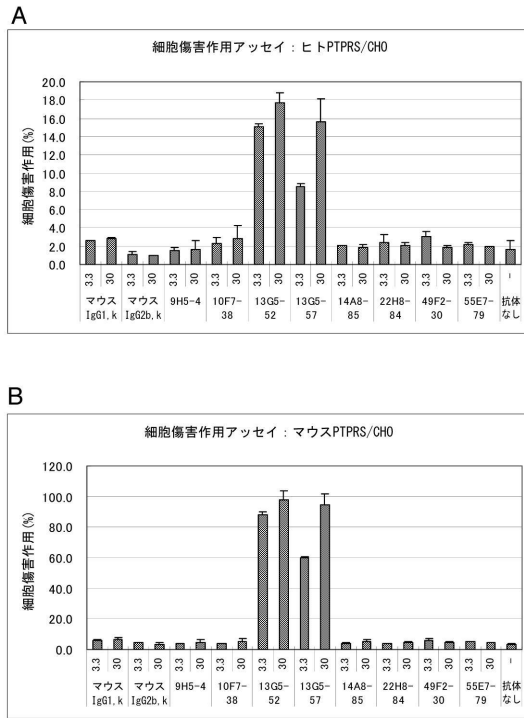 A
細胞傷害作用アッセイ：ヒトPTPRS/CHO
細胞傷害作用(%)
20.0
18.0
16.0
14.0
12.0
10.0
8.0
6.0
4.0
2.0
0.0
3.3 30 3.3 30 3.3 30 3.3 30 3.3 30 3.3 30 3.3 30 3.3 30 3.3 30 3.3 30 -
マウス マウス 9H5-4 10F7- 13G5- 13G5- 14A8- 22H8- 49F2- 55E7- 抗体
IgG1,k IgG2b,k 38 52 57 85 84 30 79 なし
B
細胞傷害作用アッセイ：マウスPTPRS/CHO
細胞傷害作用(%)
120.0
100.0
80.0
60.0
40.0
20.0
0.0
3.3 30 3.3 30 3.3 30 3.3 30 3.3 30 3.3 30 3.3 30 3.3 30 3.3 30 3.3 30 -
マウス マウス 9H5-4 10F7- 13G5- 13G5- 14A8- 22H8- 49F2- 55E7- 抗体
IgG1,k IgG2b,k 38 52 57 85 84 30 79 なし